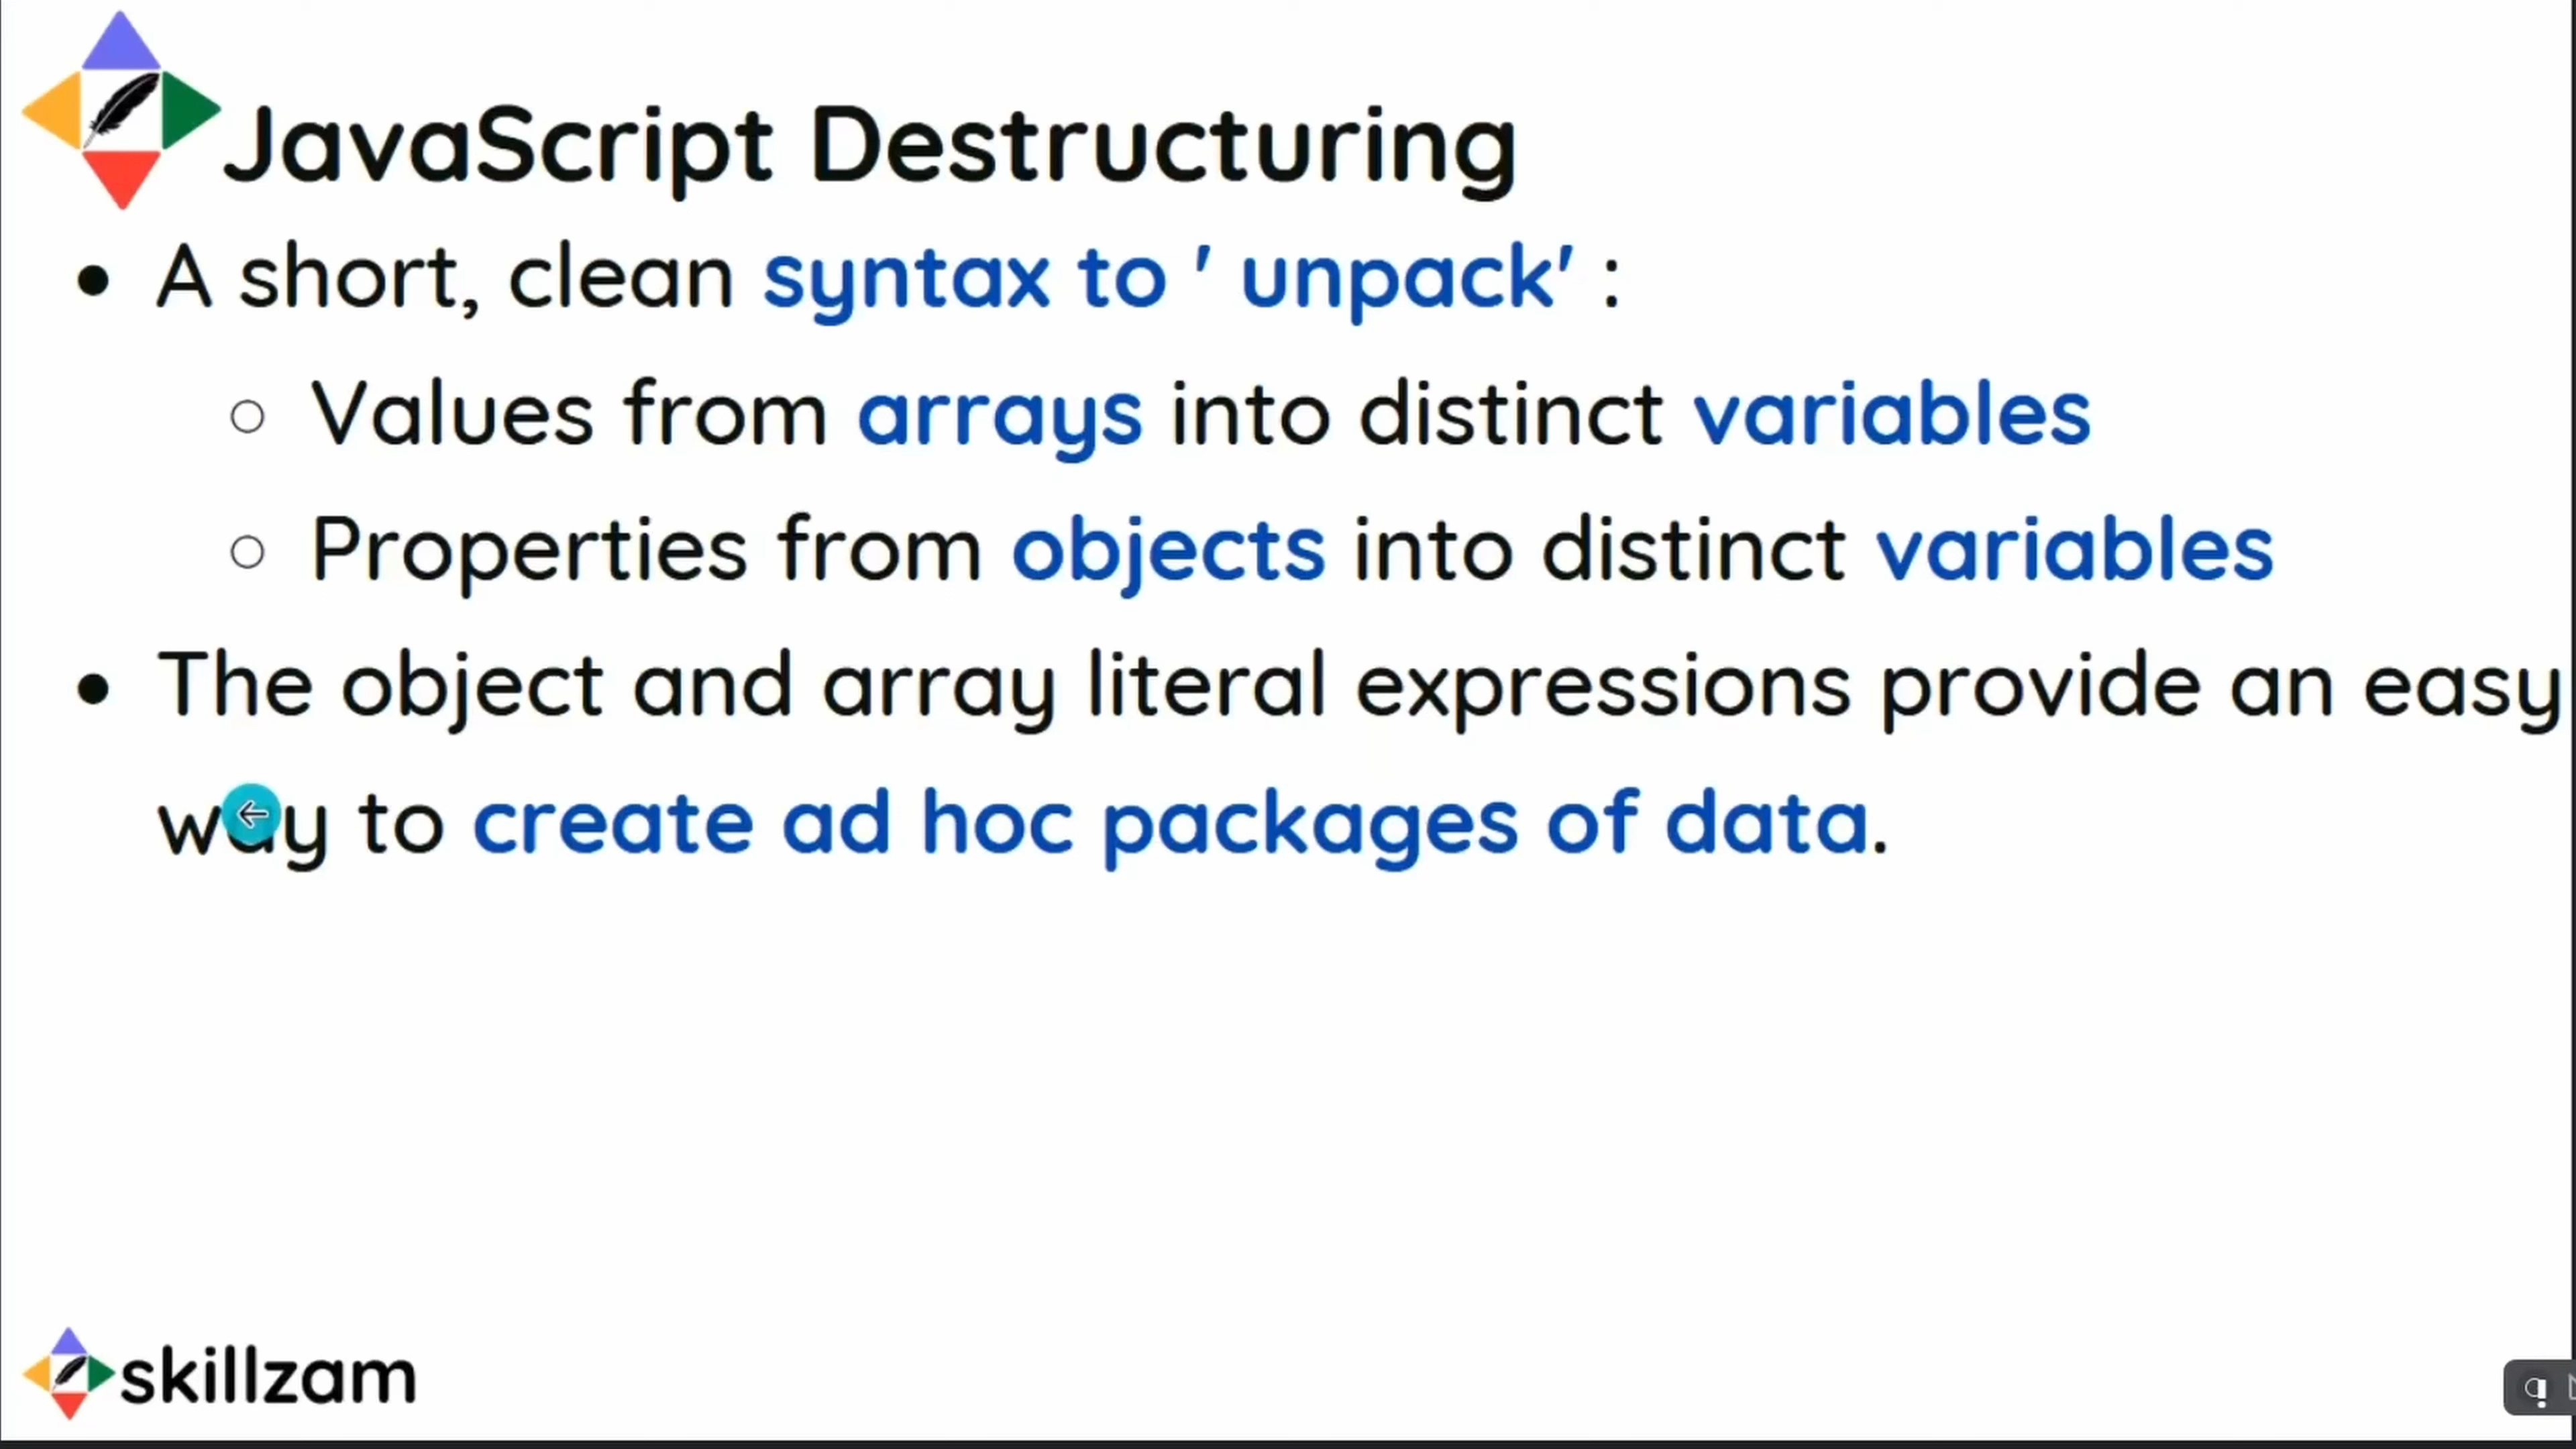 JavaScript Destructuring
● A short, clean syntax to ' unpack' :
○ Values from arrays into distinct variables
○ Properties from objects into distinct variables
● The object and array literal expressions provide an easy
way to create ad hoc packages of data.
skillzam